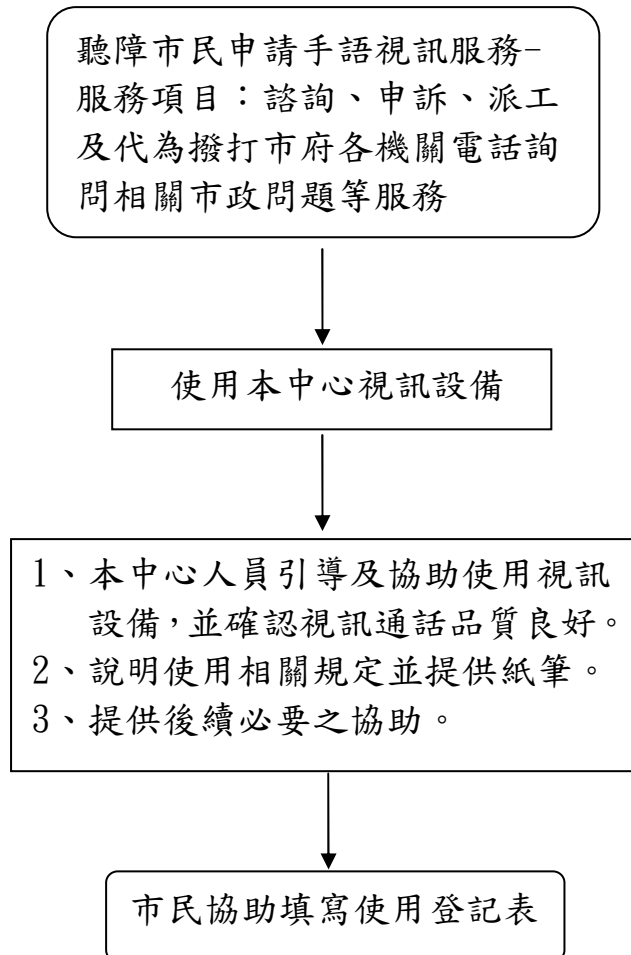 聽障市民申請手語視訊服務-
服務項目：諮詢、申訴、派工
及代為撥打市府各機關電話詢
問相關市政問題等服務
使用本中心視訊設備
1、本中心人員引導及協助使用視訊
設備，並確認視訊通話品質良好。
2、說明使用相關規定並提供紙筆。
3、提供後續必要之協助。
市民協助填寫使用登記表